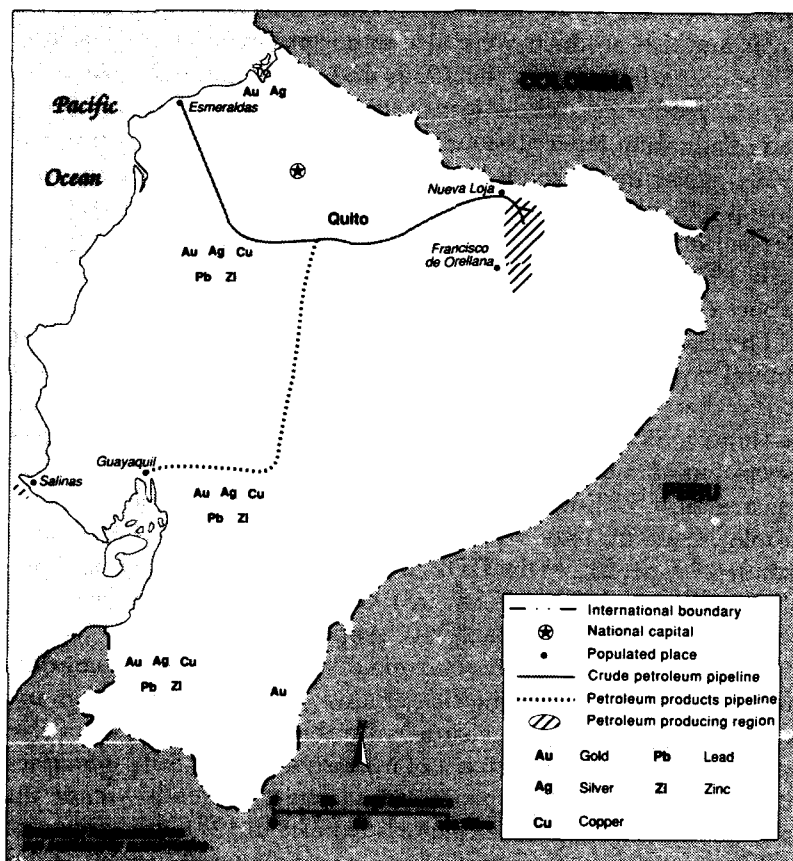 COLOMBIA
Au Ag
Pacific
Esmeraldas
Ocean
Nueva Loja
Quito
Au Ag Cu
Francisco
de Orellana
Pb ZI
Guayaquil
Salinas
Au Ag Cu
PERU
Pb ZI
International boundary
National capital
Au Ag Cu
Populated place
Pb ZI
Crude petroleum pipeline
Au
Petroleum products pipeline
Petroleum producing region
Au Gold Pb Lead
Ag Silver ZI Zinc
Cu Copper